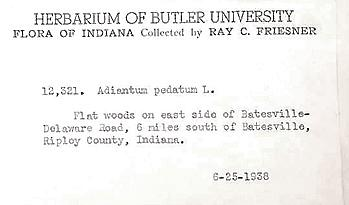 HERBARIUM OF BUTLER UNIVERSITY
FLORA OF INDIANA Collected by RAY C. FRIESNER
12,321. Adiantum pedatum L.
Flat woods on east side of Batesville-
Delaware Road, 6 miles south of Batesville,
Ripley County, Indiana.
6-25-1938